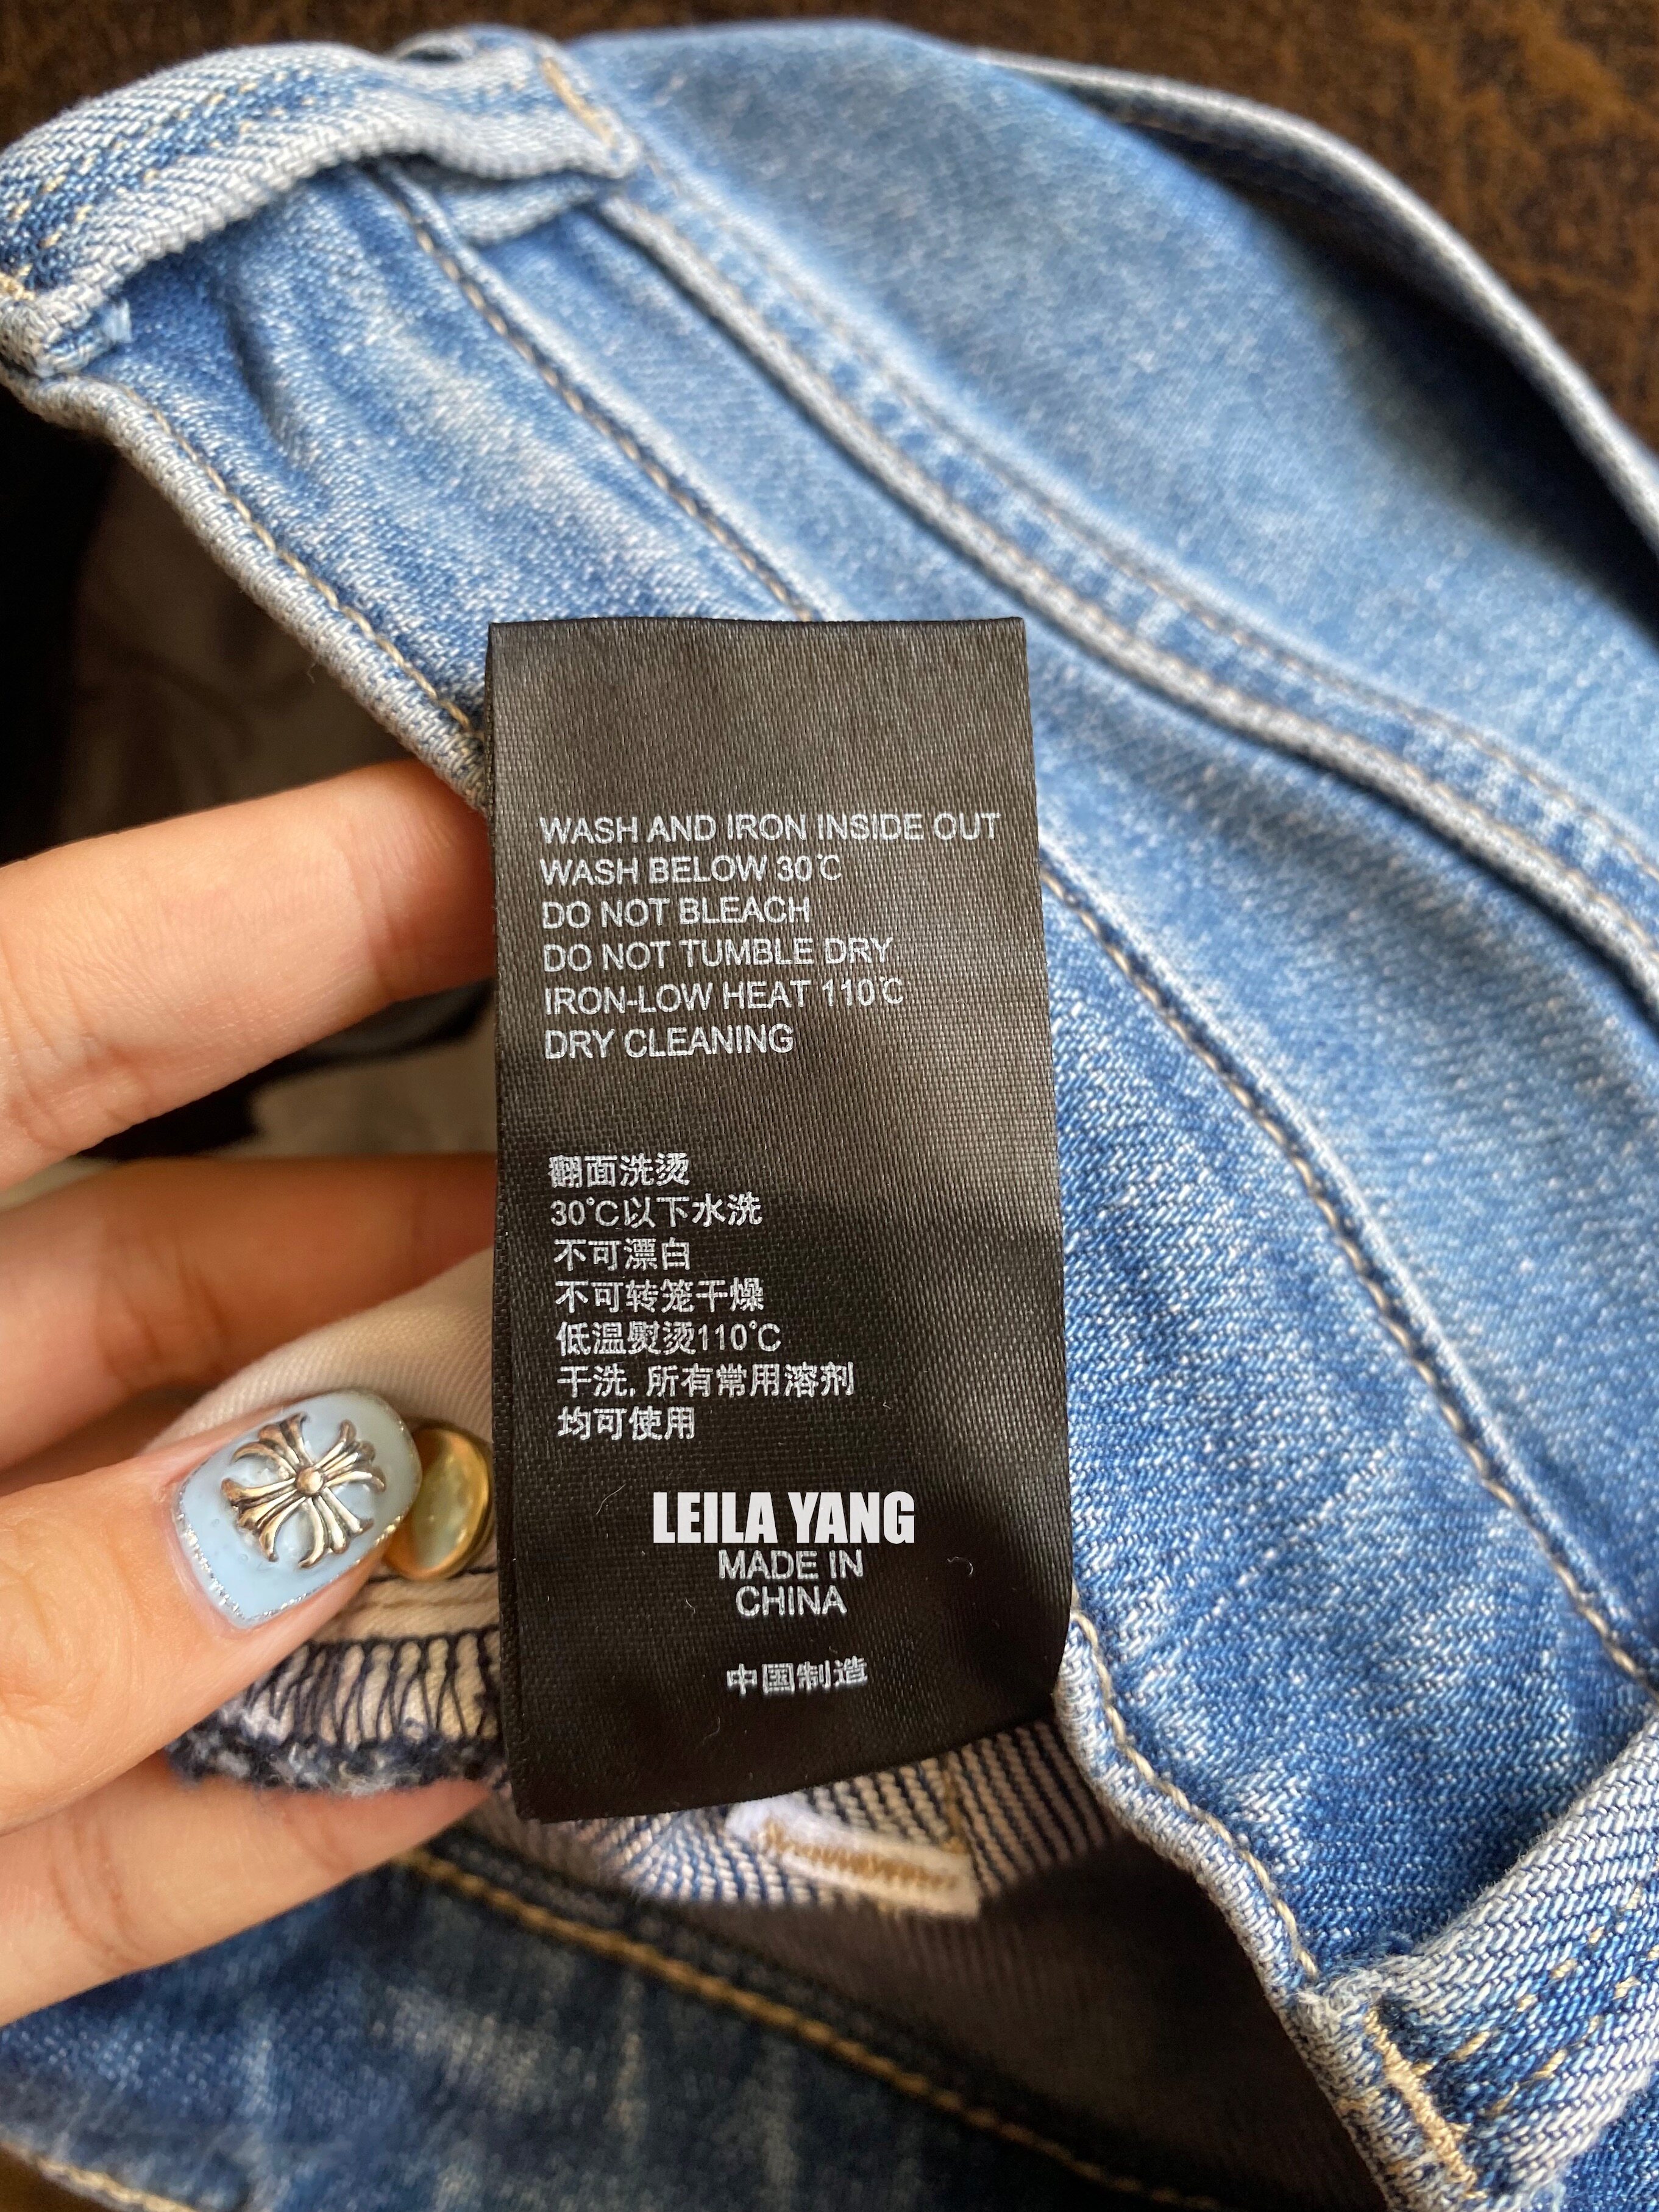 WASH AND IRON INSIDE OUT
WASH BELOW 30℃
DO NOT BLEACH
DO NOT TUMBLE DRY
IRON-LOW HEAT 110℃
DRY CLEANING
翻面洗烫
30℃以下水洗
不可漂白
不可转笼干燥
低温熨烫110℃
干洗,所有常用溶剂
均可使用
LEILA YANG
MADE IN
CHINA
中国制造